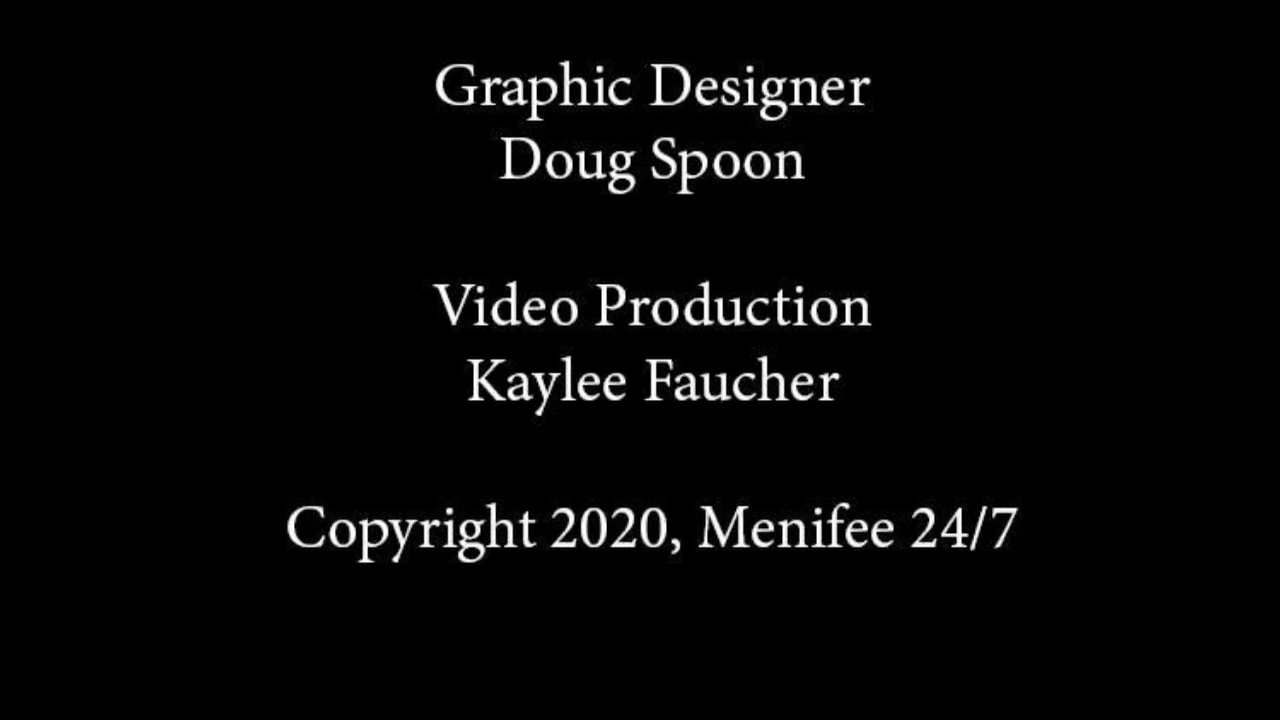 Graphic Designer
Doug Spoon
Video Production
Kaylee Faucher
Copyright 2020, Menifee 24/7